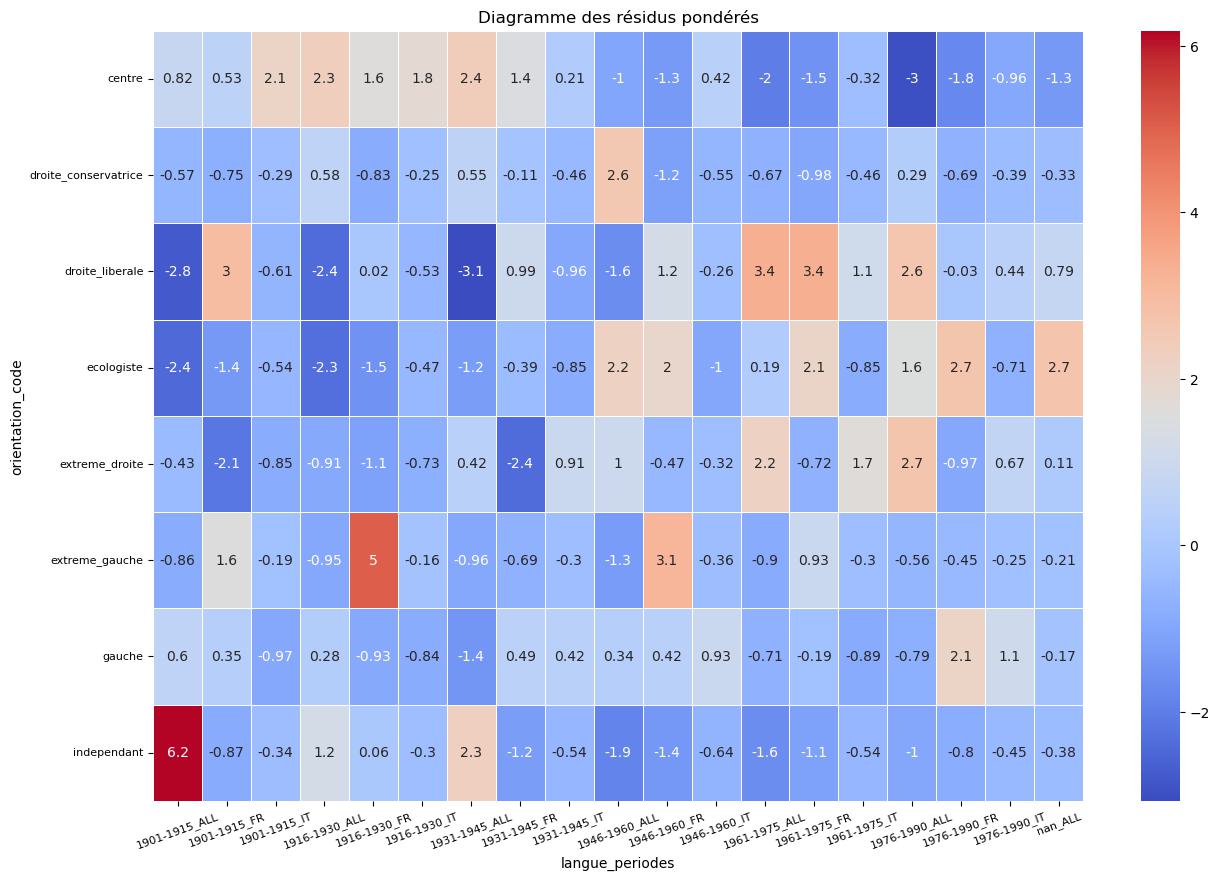 Diagramme des résidus pondérés
centre 0.82 0.53 2.1 2.3 1.6 1.8 2.4 1.4 0.21 -1 -1.3 0.42 -2 -1.5 -0.32 -3 -1.8 -0.96 -1.3
droite_conservatrice -0.57 -0.75 -0.29 0.58 -0.83 -0.25 0.55 -0.11 -0.46 2.6 -1.2 -0.55 -0.67 -0.98 -0.46 0.29 -0.69 -0.39 -0.33
droite_liberale -2.8 3 -0.61 -2.4 0.02 -0.53 -3.1 0.99 -0.96 -1.6 1.2 -0.26 3.4 3.4 1.1 2.6 -0.03 0.44 0.79
ecologiste -2.4 -1.4 -0.54 -2.3 -1.5 -0.47 -1.2 -0.39 -0.85 2.2 2 -1 0.19 2.1 -0.85 1.6 2.7 -0.71 2.7
extreme_droite -0.43 -2.1 -0.85 -0.91 -1.1 -0.73 0.42 -2.4 0.91 1 -0.47 -0.32 2.2 -0.72 1.7 2.7 -0.97 0.67 0.11
extreme_gauche -0.86 1.6 -0.19 -0.95 5 -0.16 -0.96 -0.69 -0.3 -1.3 3.1 -0.36 -0.9 0.93 -0.3 -0.56 -0.45 -0.25 -0.21
gauche 0.6 0.35 -0.97 0.28 -0.93 -0.84 -1.4 0.49 0.42 0.34 0.42 0.93 -0.71 -0.19 -0.89 -0.79 2.1 1.1 -0.17
independant 6.2 -0.87 -0.34 1.2 0.06 -0.3 2.3 -1.2 -0.54 -1.9 -1.4 -0.64 -1.6 -1.1 -0.54 -1 -0.8 -0.45 -0.38
orientation_code
1901-1915_ALL 1901-1915_FR 1901-1915_IT 1916-1930_ALL 1916-1930_FR 1916-1930_IT 1931-1945_ALL 1931-1945_FR 1931-1945_IT 1946-1960_ALL 1946-1960_FR 1946-1960_IT 1961-1975_ALL 1961-1975_FR 1961-1975_IT 1976-1990_ALL 1976-1990_FR 1976-1990_IT nan_ALL
langue_periodes
6
4
2
0
−2